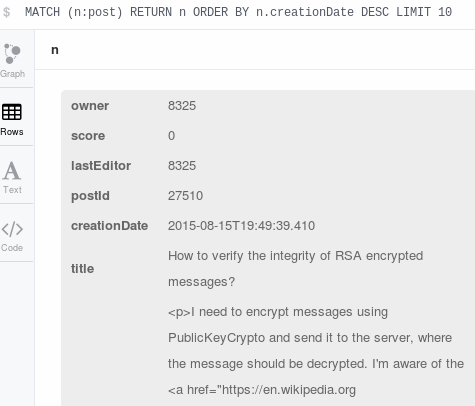 $ MATCH (n:post) RETURN n ORDER BY n.creationDate DESC LIMIT 10
n
Graph
Rows
Text
Code
owner 8325
score 0
lastEditor 8325
postId 27510
creationDate 2015-08-15T19:49:39.410
title How to verify the integrity of RSA encrypted
messages?
<p>I need to encrypt messages using
PublicKeyCrypto and send it to the server, where
the message should be decrypted. I'm aware of the
<a href="https://en.wikipedia.org